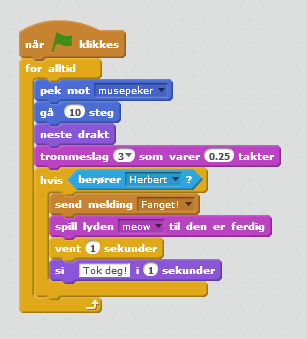 når klikkes
for alltid
pek mot musepeker
gå 10 steg
neste drakt
trommeslag 3 som varer 0.25 takter
hvis berører Herbert ?
send melding Fanget!
spill lyden meow til den er ferdig
vent 1 sekunder
si Tok deg! i 1 sekunder